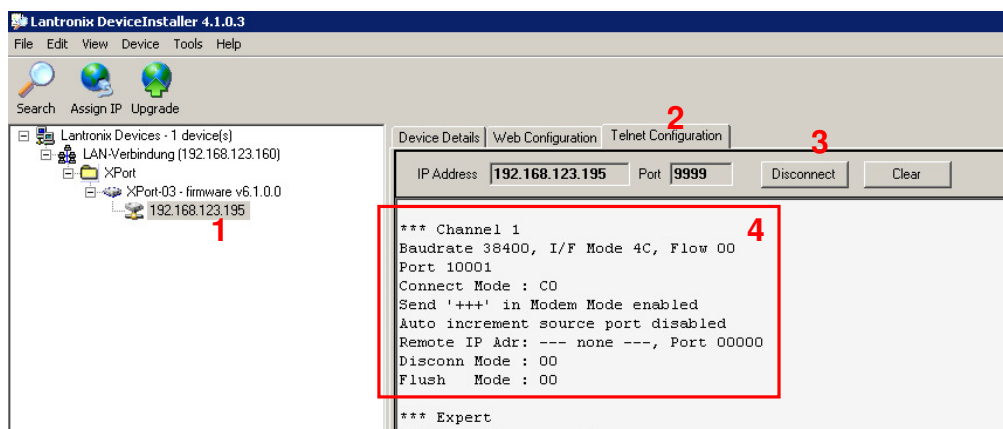 Lantronix DeviceInstaller 4.1.0.3
File Edit View Device Tools Help
Search Assign IP Upgrade
Lantronix Devices - 1 device(s)
LAN-Verbindung (192.168.123.160)
XPort
XPort-03 - firmware v6.1.0.0
192.168.123.195
1
2
Device Details Web Configuration Telnet Configuration
3
IP Address 192.168.123.195 Port 9999 Disconnect Clear
4
*** Channel 1
Baudrate 38400, I/F Mode 4C, Flow 00
Port 10001
Connect Mode : C0
Send '+++' in Modem Mode enabled
Auto increment source port disabled
Remote IP Adr: --- none ---, Port 00000
Disconn Mode : 00
Flush   Mode : 00
*** Expert